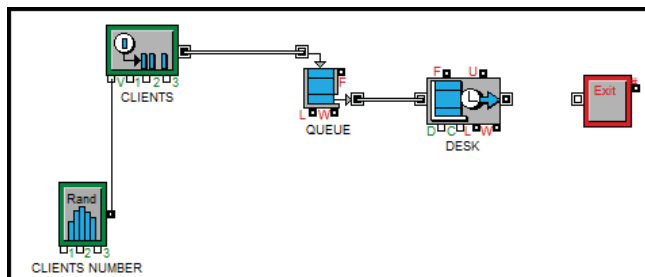 V 1 2 3
CLIENTS
F
L W
QUEUE
F U
D C L W
DESK
Exit
#
Rand
1 2 3
CLIENTS NUMBER